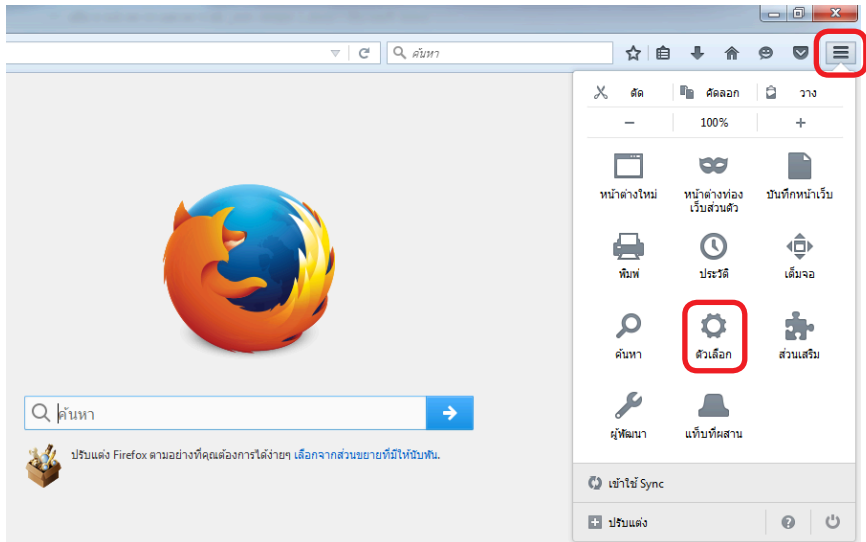 ค้นหา
ตัด คัดลอก วาง
− 100% +
หน้าต่างใหม่ หน้าต่างท่องเว็บส่วนตัว บันทึกหน้าเว็บ
พิมพ์ ประวัติ เต็มจอ
ค้นหา ตัวเลือก ส่วนเสริม
ผู้พัฒนา แท็บที่ผสาน
ค้นหา
ปรับแต่ง Firefox ตามอย่างที่คุณต้องการได้ง่ายๆ เลือกจากส่วนขยายที่มีให้นับพัน.
เข้าใช้ Sync
ปรับแต่ง